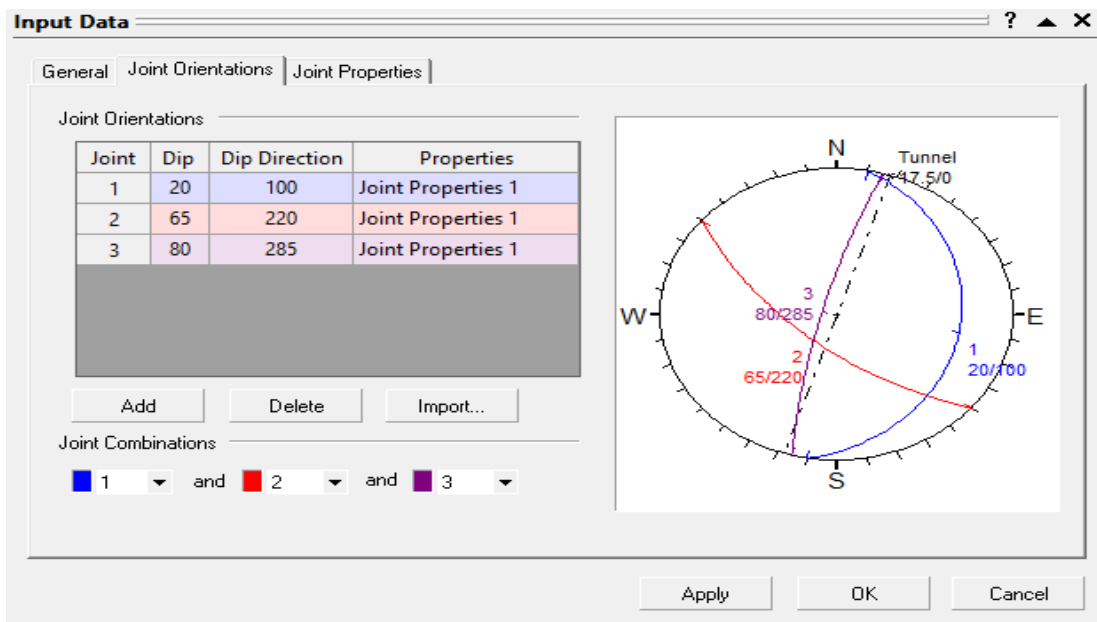 Input Data ? ▲ ✕
General Joint Orientations Joint Properties
Joint Orientations
Joint Dip Dip Direction Properties
1 20 100 Joint Properties 1
2 65 220 Joint Properties 1
3 80 285 Joint Properties 1
Add Delete Import...
Joint Combinations
1 and 2 and 3
N
Tunnel
17.5/0
W
E
3
80/285
1
20/100
2
65/220
S
Apply OK Cancel